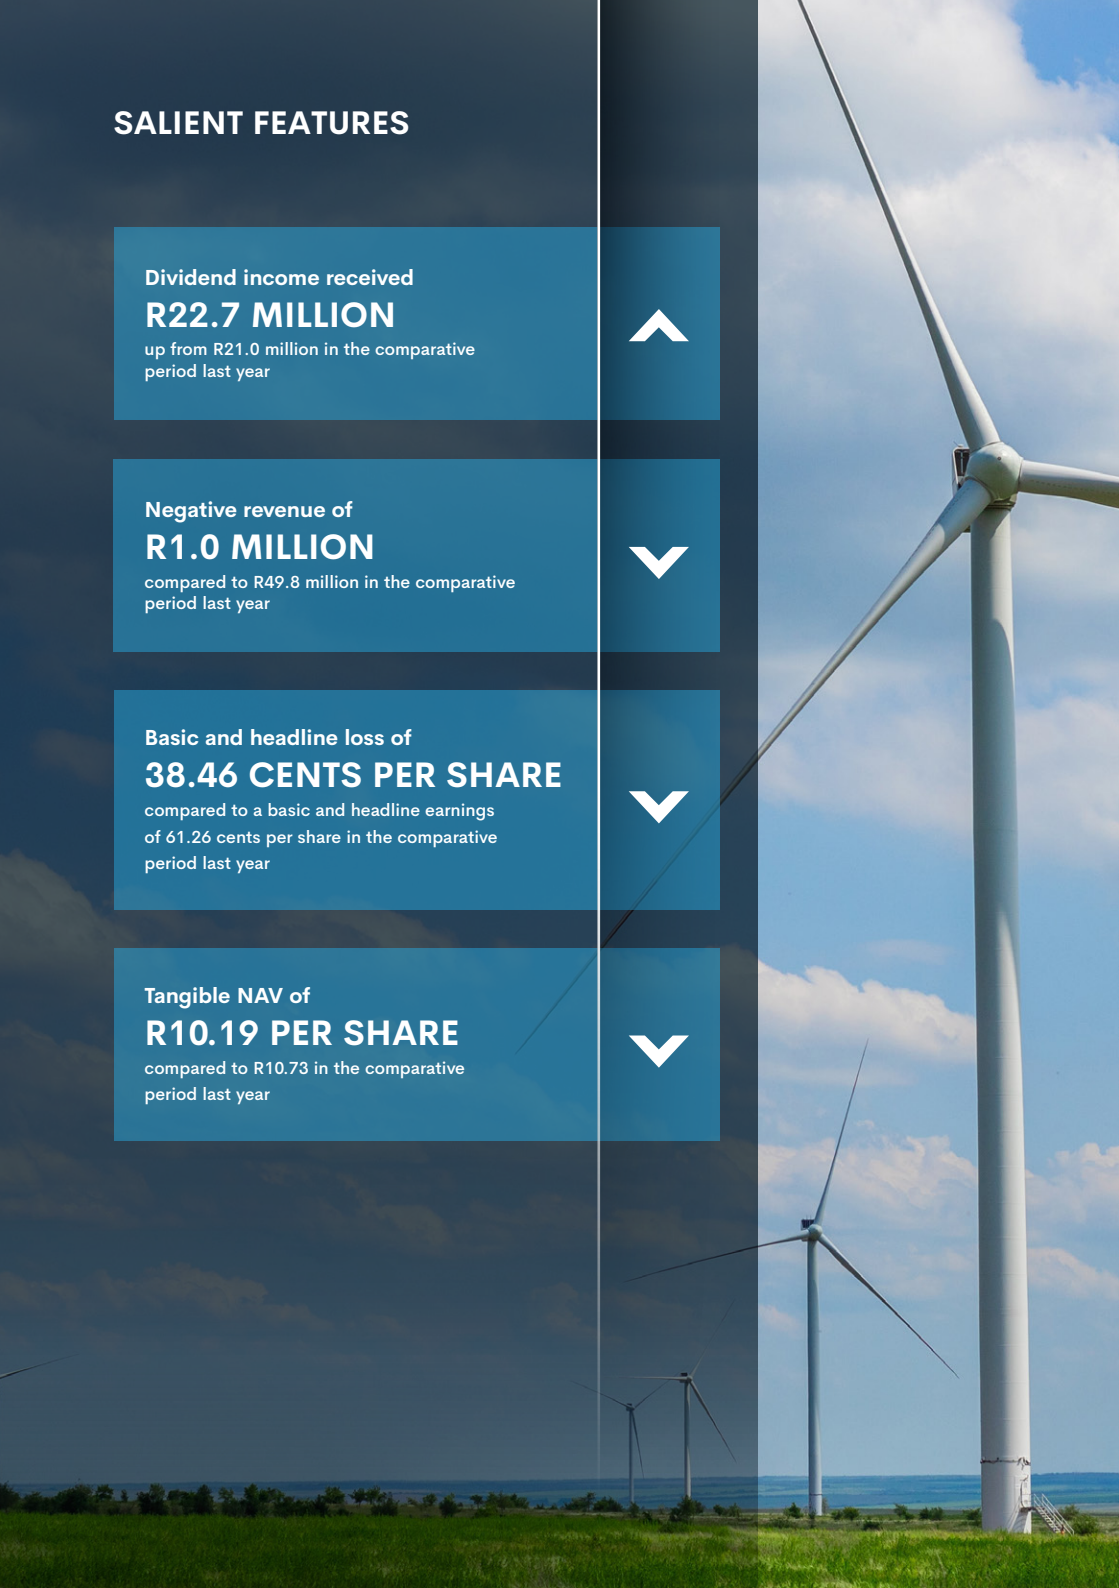 SALIENT FEATURES
Dividend income received
R22.7 MILLION
up from R21.0 million in the comparative
period last year
Negative revenue of
R1.0 MILLION
compared to R49.8 million in the comparative
period last year
Basic and headline loss of
38.46 CENTS PER SHARE
compared to a basic and headline earnings
of 61.26 cents per share in the comparative
period last year
Tangible NAV of
R10.19 PER SHARE
compared to R10.73 in the comparative
period last year